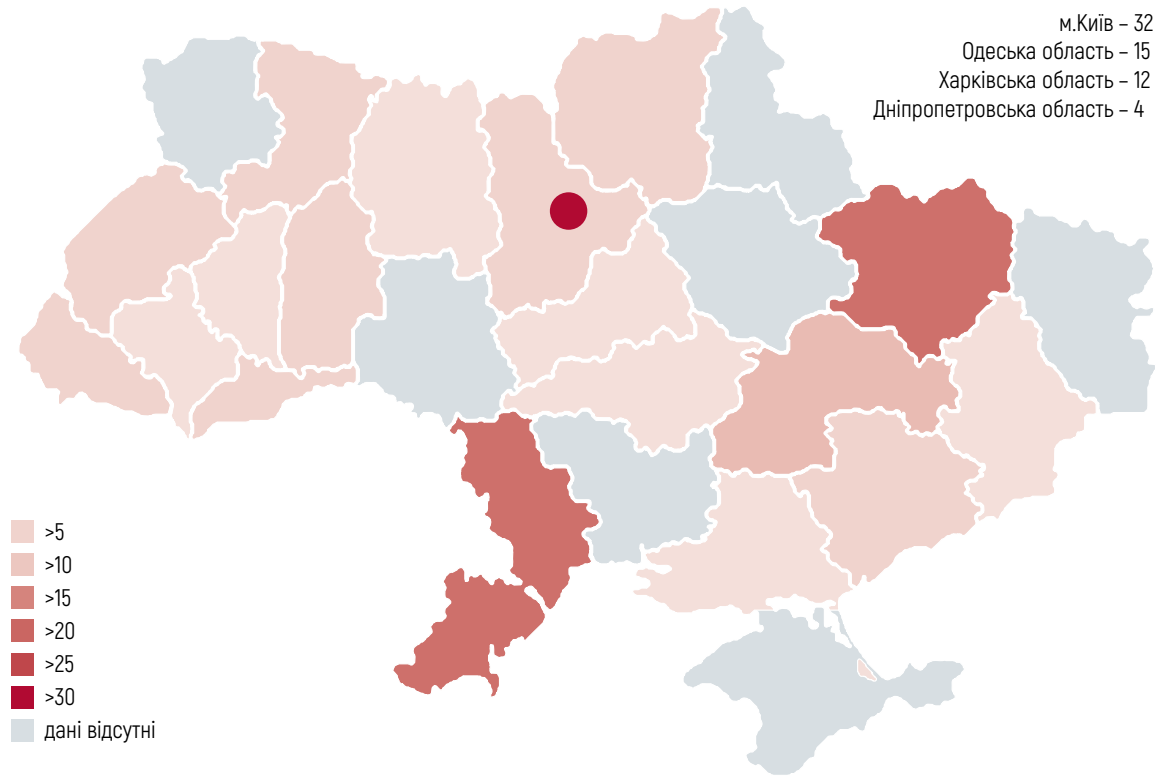 м.Київ – 32
Одеська область – 15
Харківська область – 12
Дніпропетровська область – 4
>5
>10
>15
>20
>25
>30
дані відсутні